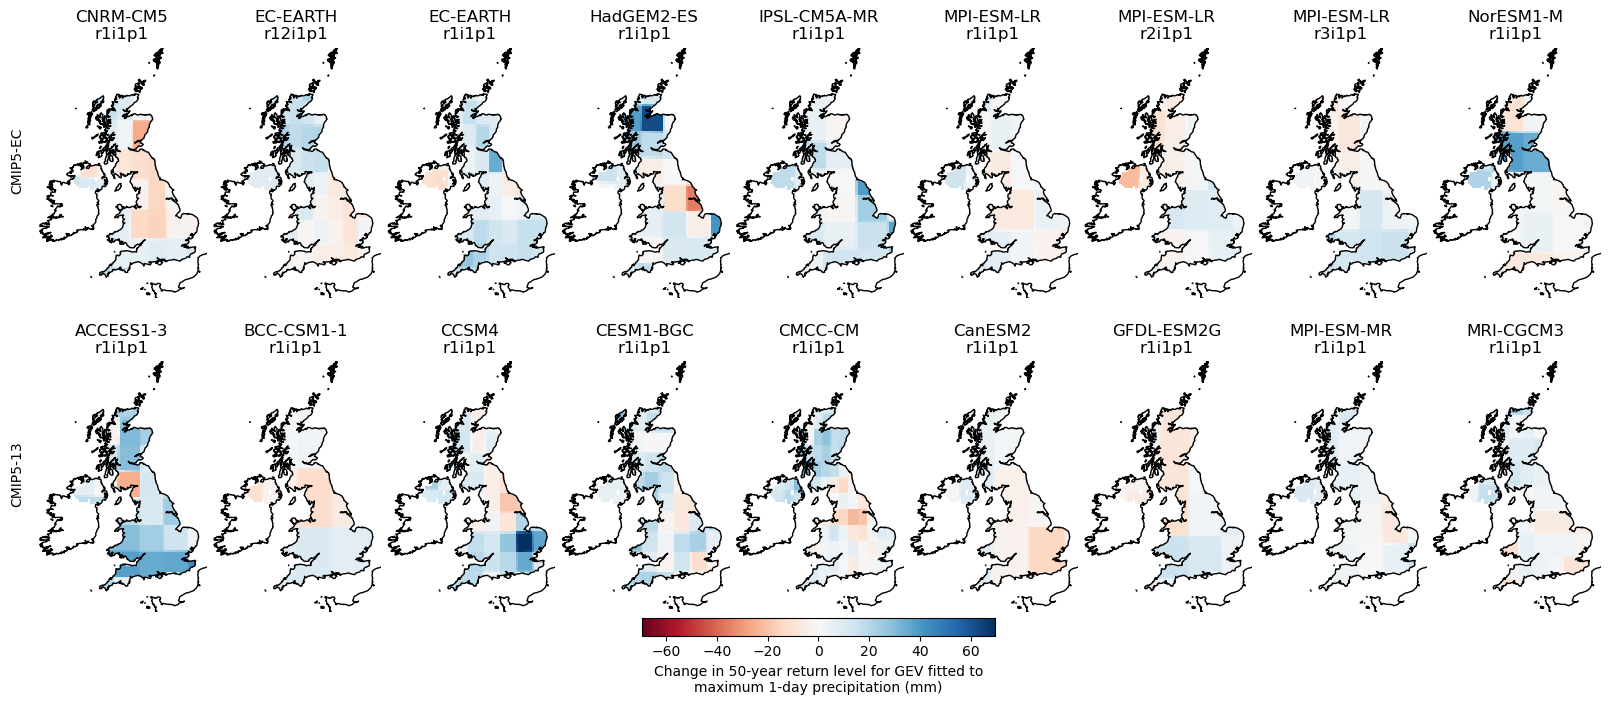 CNRM-CM5 EC-EARTH EC-EARTH HadGEM2-ES IPSL-CM5A-MR MPI-ESM-LR MPI-ESM-LR MPI-ESM-LR NorESM1-M
r1i1p1 r12i1p1 r1i1p1 r1i1p1 r1i1p1 r1i1p1 r2i1p1 r3i1p1 r1i1p1
CMIP5-EC
ACCESS1-3 BCC-CSM1-1 CCSM4 CESM1-BGC CMCC-CM CanESM2 GFDL-ESM2G MPI-ESM-MR MRI-CGCM3
r1i1p1 r1i1p1 r1i1p1 r1i1p1 r1i1p1 r1i1p1 r1i1p1 r1i1p1 r1i1p1
CMIP5-13
−60 −40 −20 0 20 40 60
Change in 50-year return level for GEV fitted to
maximum 1-day precipitation (mm)